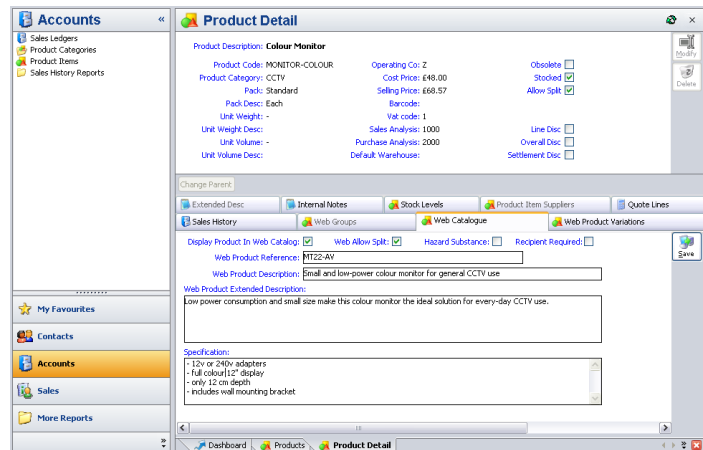 Accounts «
Sales Ledgers
Product Categories
Product Items
Sales History Reports
My Favourites
Contacts
Accounts
Sales
More Reports
»
Product Detail
Product Description: Colour Monitor
Product Code: MONITOR-COLOUR Operating Co: Z Obsolete
Product Category: CCTV Cost Price: £48.00 Stocked
Pack: Standard Selling Price: £68.57 Allow Split
Pack Desc: Each Barcode:
Unit Weight: - Vat code: 1
Unit Weight Desc: Sales Analysis: 1000 Line Disc
Unit Volume: - Purchase Analysis: 2000 Overall Disc
Unit Volume Desc: Default Warehouse: Settlement Disc
Modify
Delete
Change Parent
Extended Desc Internal Notes Stock Levels Product Item Suppliers Quote Lines
Sales History Web Groups Web Catalogue Web Product Variations
Display Product In Web Catalog: Web Allow Split: Hazard Substance: Recipient Required:
Save
Web Product Reference: MT22-AV
Web Product Description: Small and low-power colour monitor for general CCTV use
Web Product Extended Description:
Low power consumption and small size make this colour monitor the ideal solution for every-day CCTV use.
Specification:
- 12v or 240v adapters
- full colour 12" display
- only 12 cm depth
- includes wall mounting bracket
Dashboard Products Product Detail